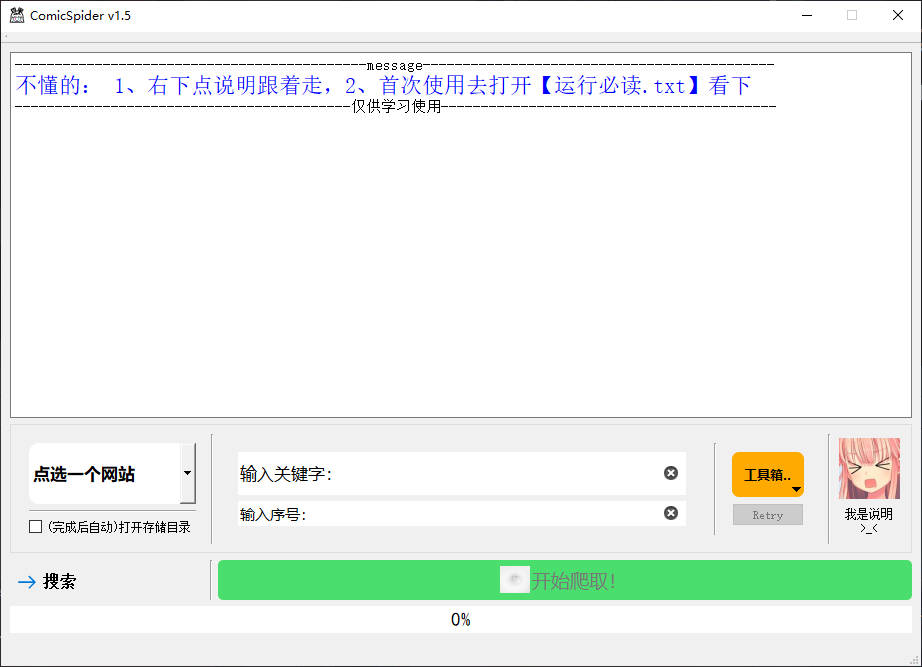 ComicSpider v1.5
--------------------------------------------message--------------------------------------------
不懂的： 1、右下点说明跟着走，2、首次使用去打开【运行必读.txt】看下
------------------------------------------仅供学习使用------------------------------------------
点选一个网站
(完成后自动)打开存储目录
输入关键字：
输入序号：
工具箱..
Retry
我是说明
>_<
搜索
开始爬取！
0%